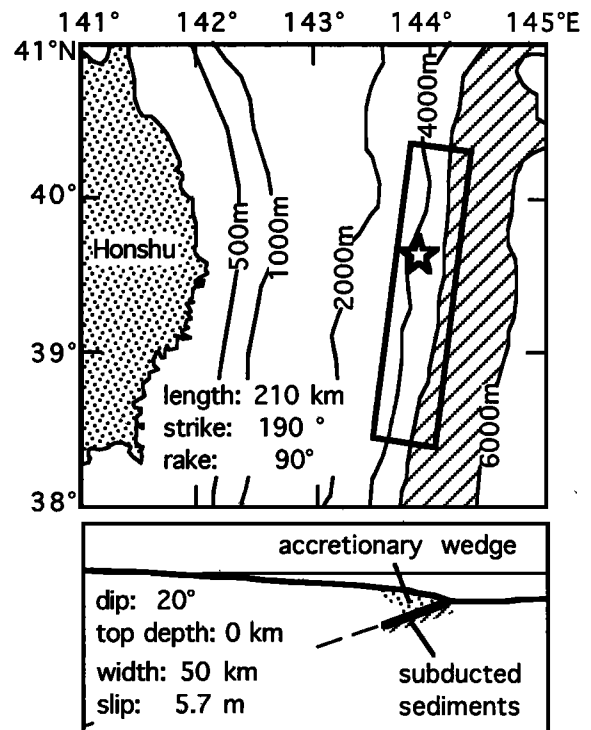 141° 142° 143° 144° 145°E
41°N
4000m
40°
Honshu
500m
1000m
2000m
39°
length: 210 km
strike: 190 °
rake: 90°
6000m
38°
accretionary wedge
dip: 20°
top depth: 0 km
width: 50 km
slip: 5.7 m
subducted
sediments